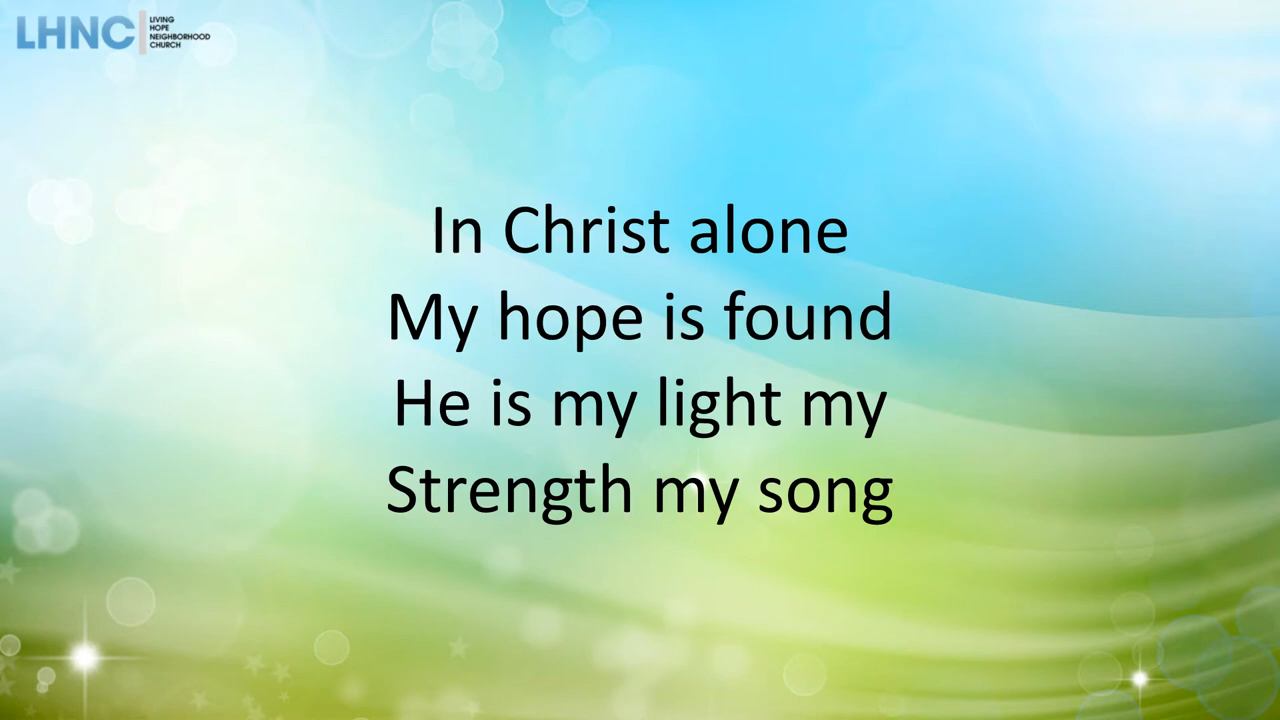 LHNC
LIVING
HOPE
NEIGHBORHOOD
CHURCH
In Christ alone
My hope is found
He is my light my
Strength my song